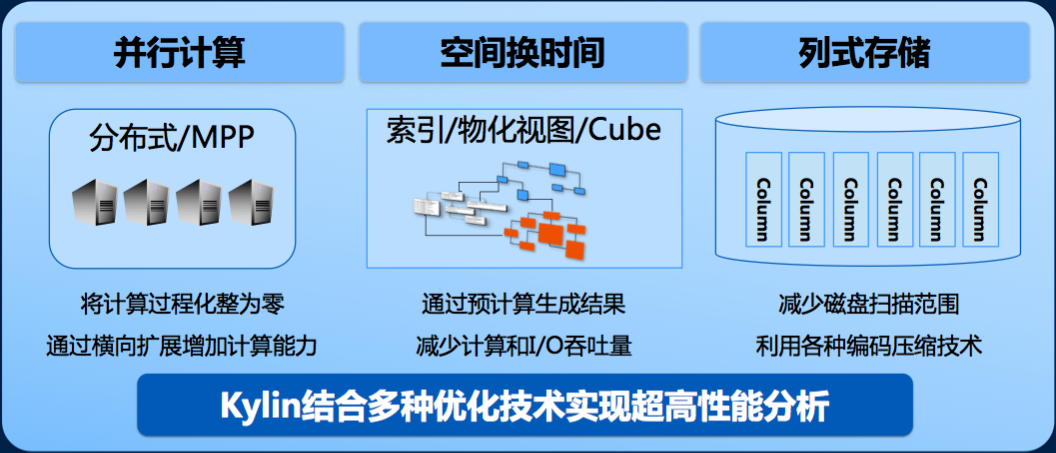 并行计算
空间换时间
列式存储
分布式/MPP
索引/物化视图/Cube
Column
Column
Column
Column
Column
Column
将计算过程化整为零
通过横向扩展增加计算能力
通过预计算生成结果
减少计算和I/O吞吐量
减少磁盘扫描范围
利用各种编码压缩技术
Kylin结合多种优化技术实现超高性能分析